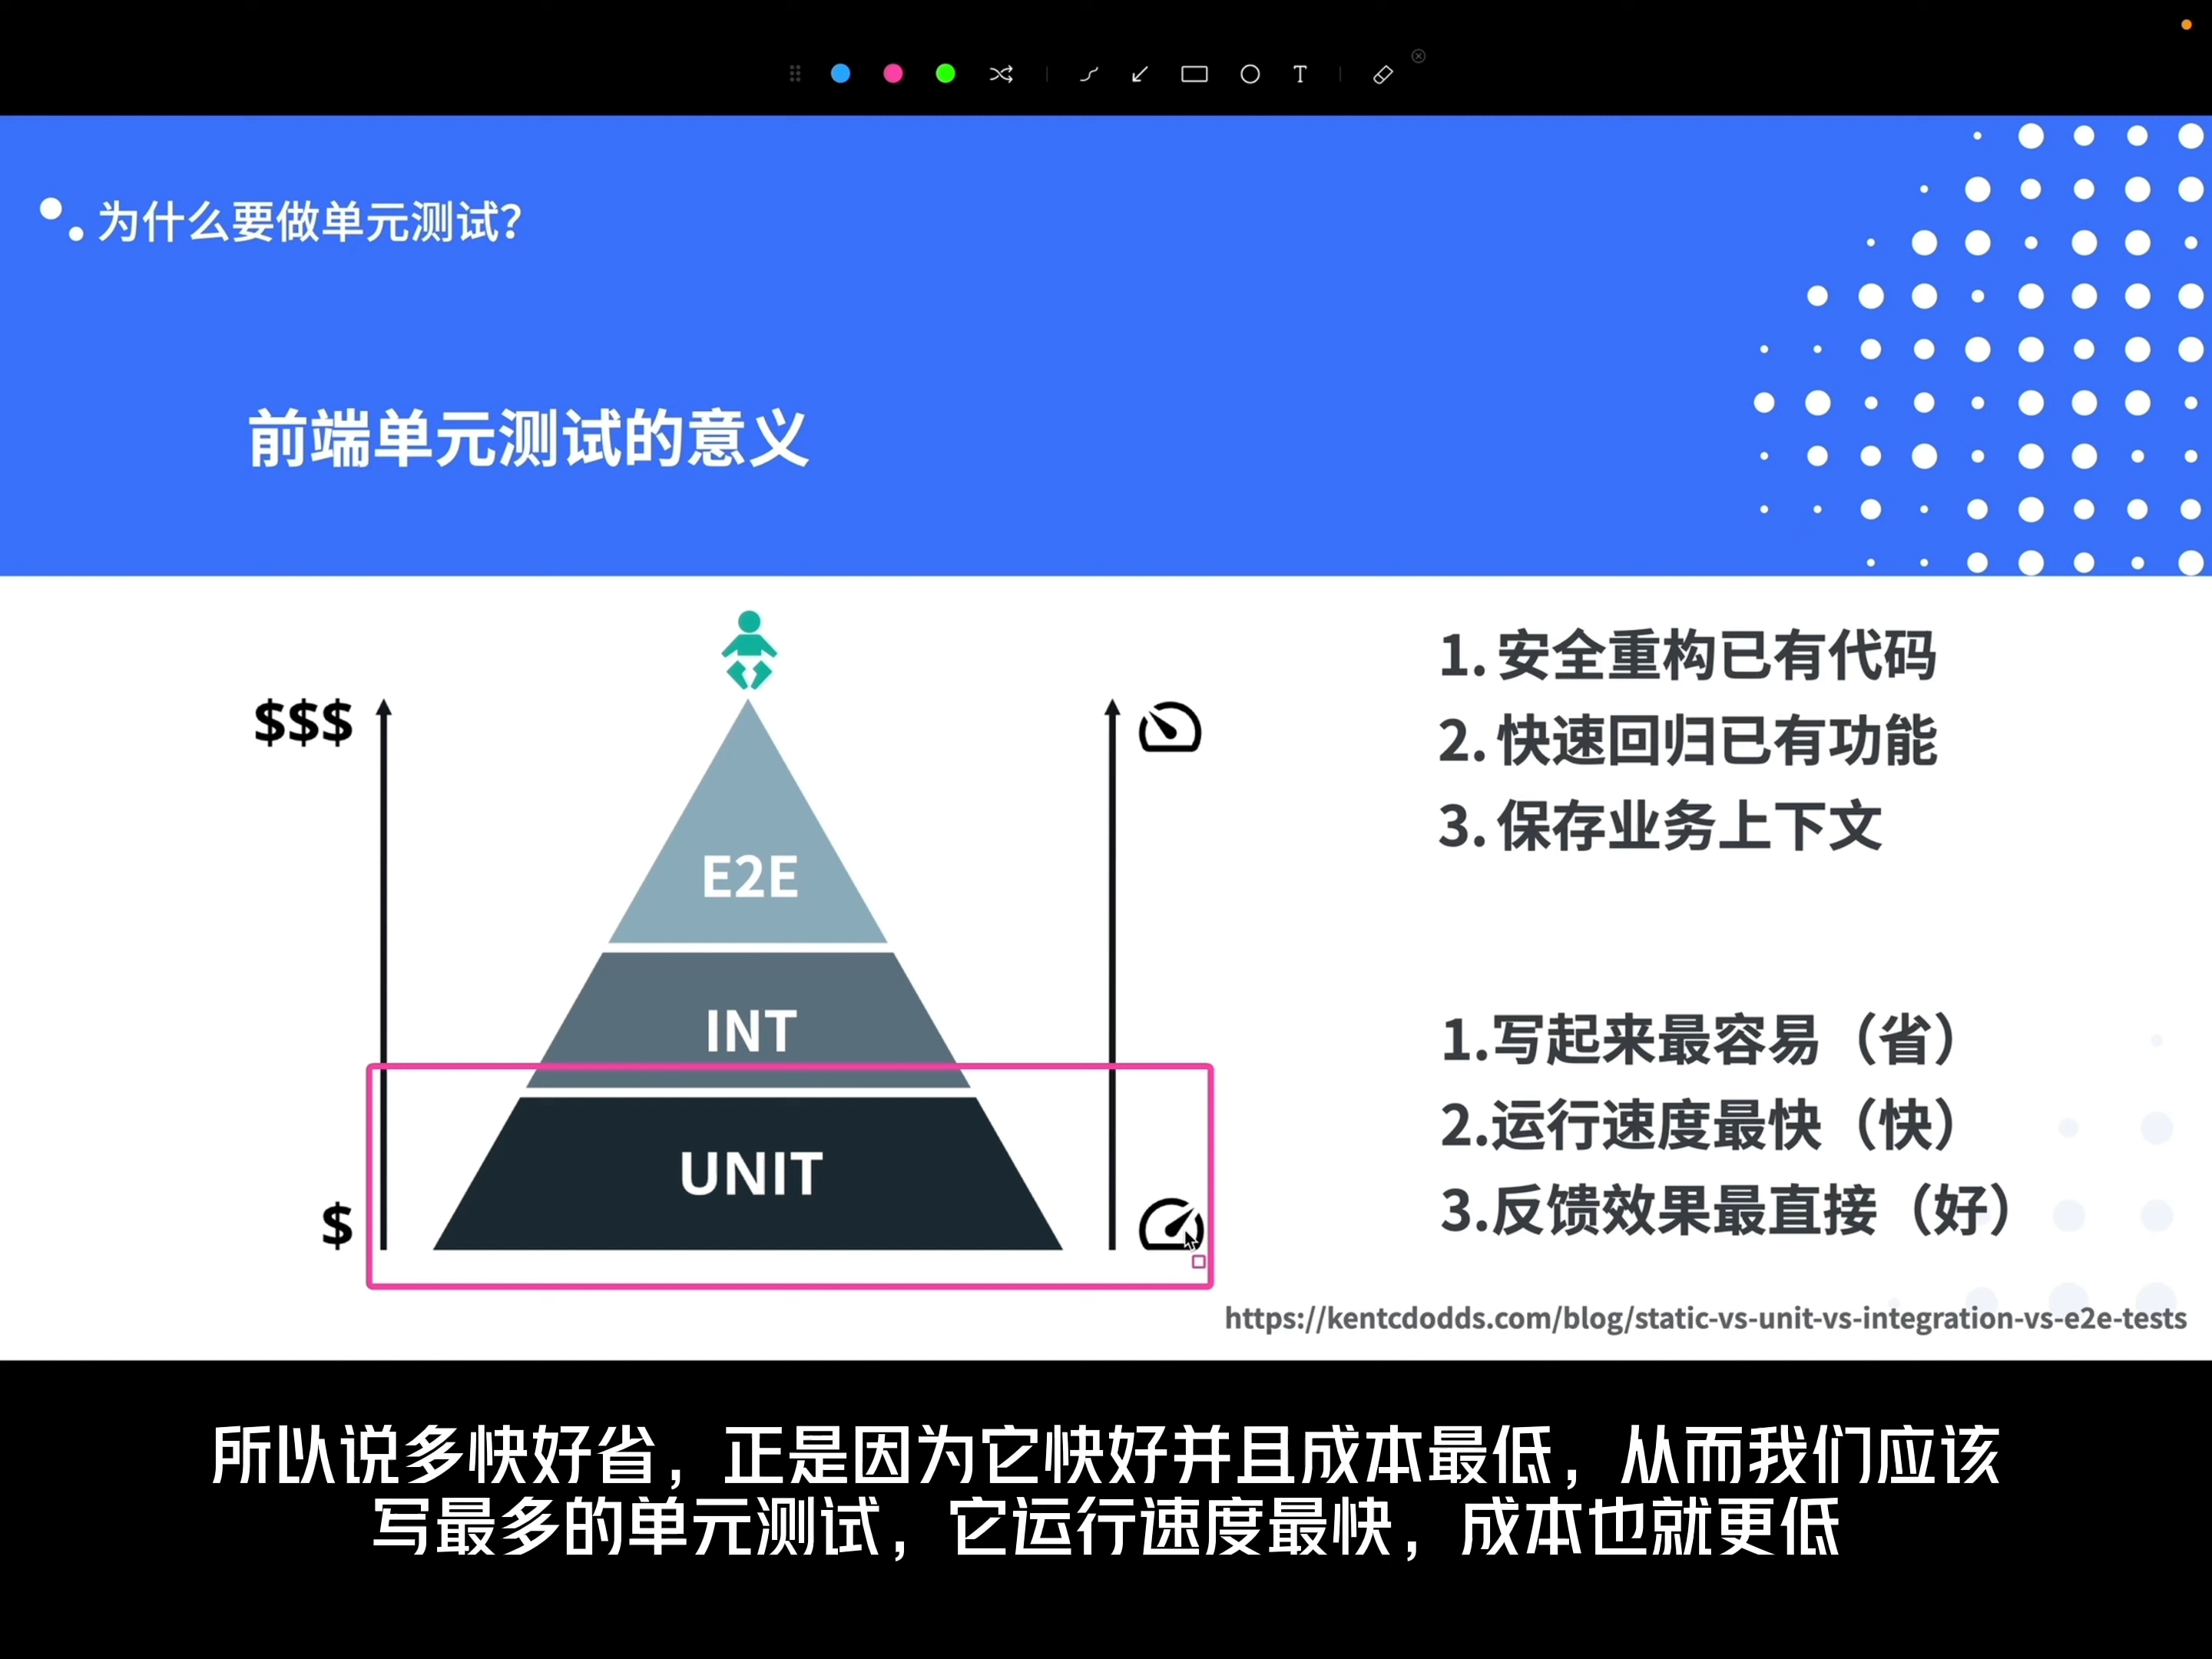 为什么要做单元测试?
前端单元测试的意义
$$$
E2E
INT
UNIT
$
1. 安全重构已有代码
2. 快速回归已有功能
3. 保存业务上下文
1.写起来最容易（省）
2.运行速度最快（快）
3.反馈效果最直接（好）
https://kentcdodds.com/blog/static-vs-unit-vs-integration-vs-e2e-tests
所以说多快好省，正是因为它快好并且成本最低，从而我们应该
写最多的单元测试，它运行速度最快，成本也就更低